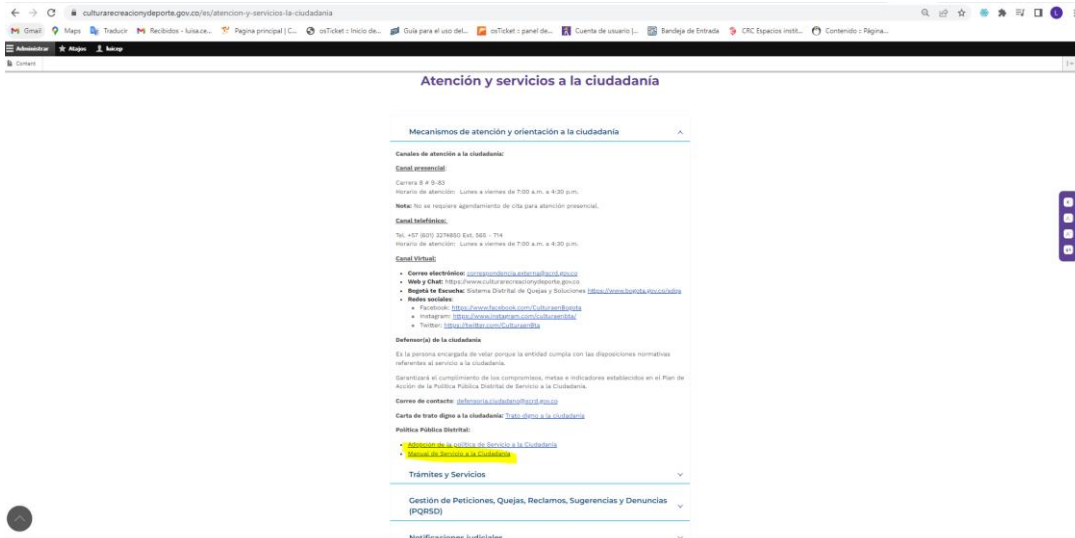 culturarecreacionydeporte.gov.co/es/atencion-y-servicios-la-ciudadania
Gmail Maps Traducir Recibidos - luisa.ce... Pagina principal | C... osTicket :: Inicio de... Guía para el uso del... osTicket :: panel de... Cuenta de usuario |... Bandeja de Entrada CRC Espacios instit... Contenido :: Página...
Administrar Atajos luicep
Atención y servicios a la ciudadanía
Mecanismos de atención y orientación a la ciudadanía
Canales de atención a la ciudadanía:
Canal presencial:
Carrera 8 # 9-83
Horario de atención: Lunes a viernes de 7:00 a.m. a 4:30 p.m.
Nota: No se requiere agendamiento de cita para atención presencial.
Canal telefónico:
Tel. +57 (601) 3274850 Ext. 565 - 714
Horario de atención: Lunes a viernes de 7:00 a.m. a 4:30 p.m.
Canal Virtual:
Correo electrónico: correspondencia.externa@scrd.gov.co
Web y Chat: https://www.culturarecreacionydeporte.gov.co
Bogotá te Escucha: Sistema Distrital de Quejas y Soluciones https://www.bogota.gov.co/sdqs
Redes sociales:
Facebook: https://www.facebook.com/CulturaenBogota
Instagram: https://www.instagram.com/culturaenbta/
Twitter: https://twitter.com/CulturaenBta
Defensor(a) de la ciudadanía
Es la persona encargada de velar porque la entidad cumpla con las disposiciones normativas
referentes al servicio a la ciudadanía.
Garantizará el cumplimiento de los compromisos, metas e indicadores establecidos en el Plan de
Acción de la Política Pública Distrital de Servicio a la Ciudadanía.
Correo de contacto: defensoria.ciudadano@scrd.gov.co
Carta de trato digno a la ciudadanía: Trato digno a la ciudadanía
Política Pública Distrital:
Adopción de la política de Servicio a la Ciudadanía
Manual de Servicio a la Ciudadanía
Trámites y Servicios
Gestión de Peticiones, Quejas, Reclamos, Sugerencias y Denuncias
(PQRSD)
Notificaciones judiciales